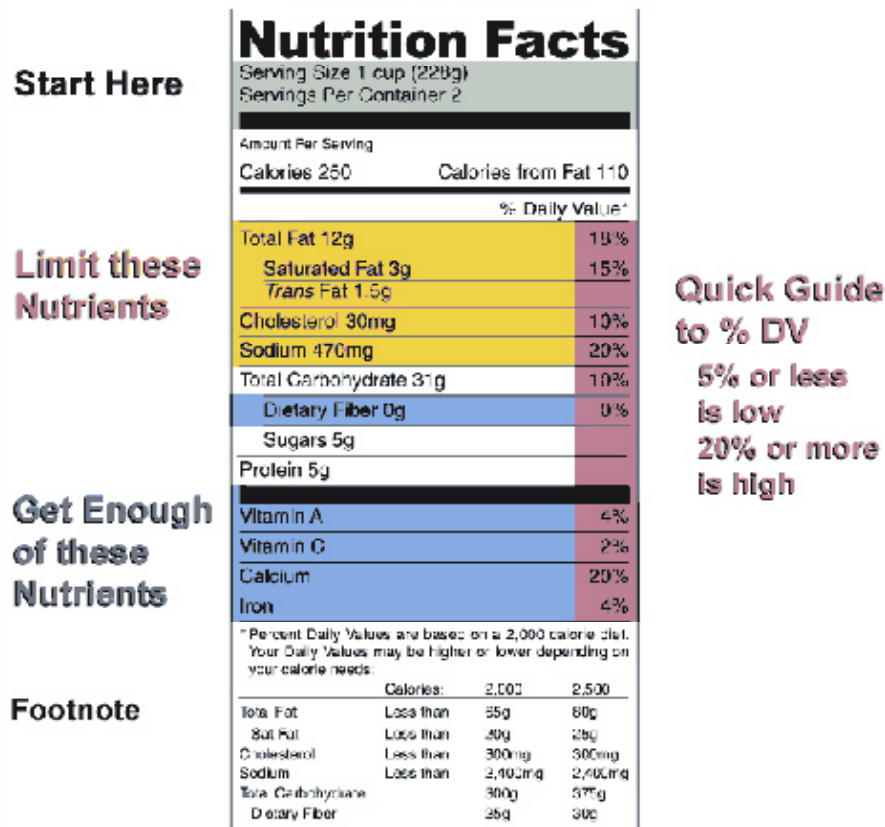 Nutrition Facts
Start Here
Serving Size 1 cup (228g)
Servings Per Container 2
Amount Per Serving
Calories 250 Calories from Fat 110
% Daily Value*
Limit these
Nutrients
Total Fat 12g 18%
Saturated Fat 3g 15%
Trans Fat 1.5g
Cholesterol 30mg 10%
Sodium 470mg 20%
Total Carbohydrate 31g 10%
Dietary Fiber 0g 0%
Sugars 5g
Protein 5g
Quick Guide
to % DV
5% or less
is low
20% or more
is high
Get Enough
of these
Nutrients
Vitamin A 4%
Vitamin C 2%
Calcium 20%
Iron 4%
Footnote
* Percent Daily Values are based on a 2,000 calorie diet.
Your Daily Values may be higher or lower depending on
your calorie needs:
Calories: 2,000 2,500
Total Fat Less than 65g 80g
Sat Fat Less than 20g 25g
Cholesterol Less than 300mg 300mg
Sodium Less than 2,400mg 2,400mg
Total Carbohydrate 300g 375g
Dietary Fiber 25g 30g